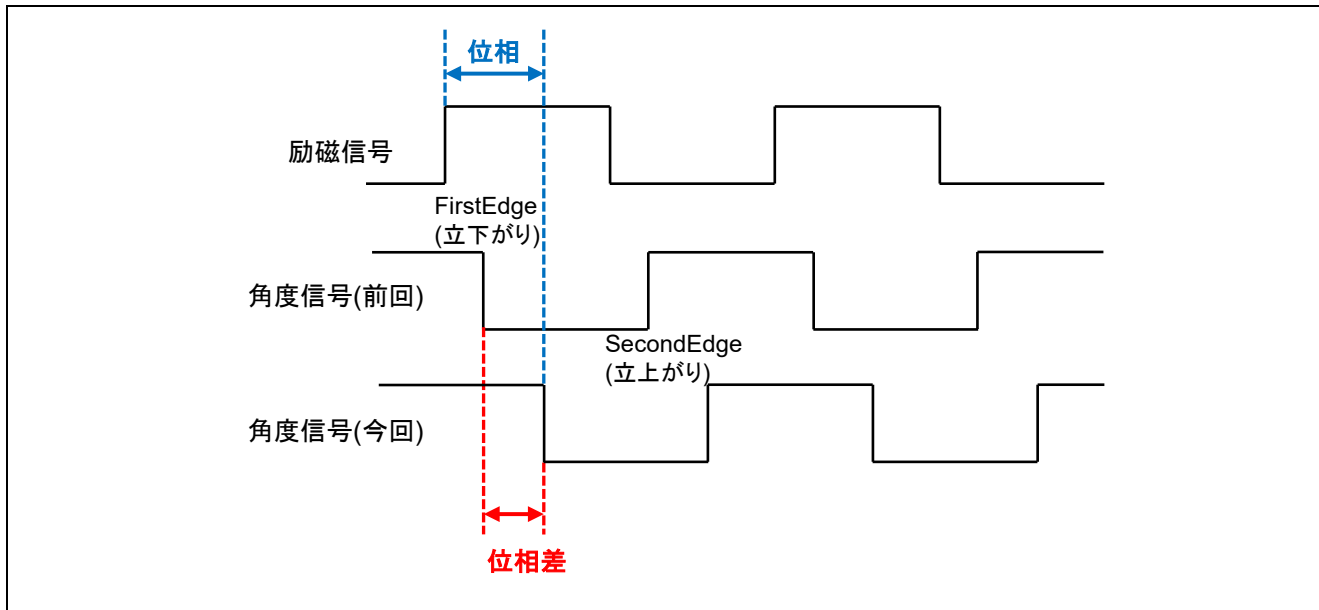 位相
励磁信号
FirstEdge
(立下がり)
角度信号(前回)
SecondEdge
(立上がり)
角度信号(今回)
位相差